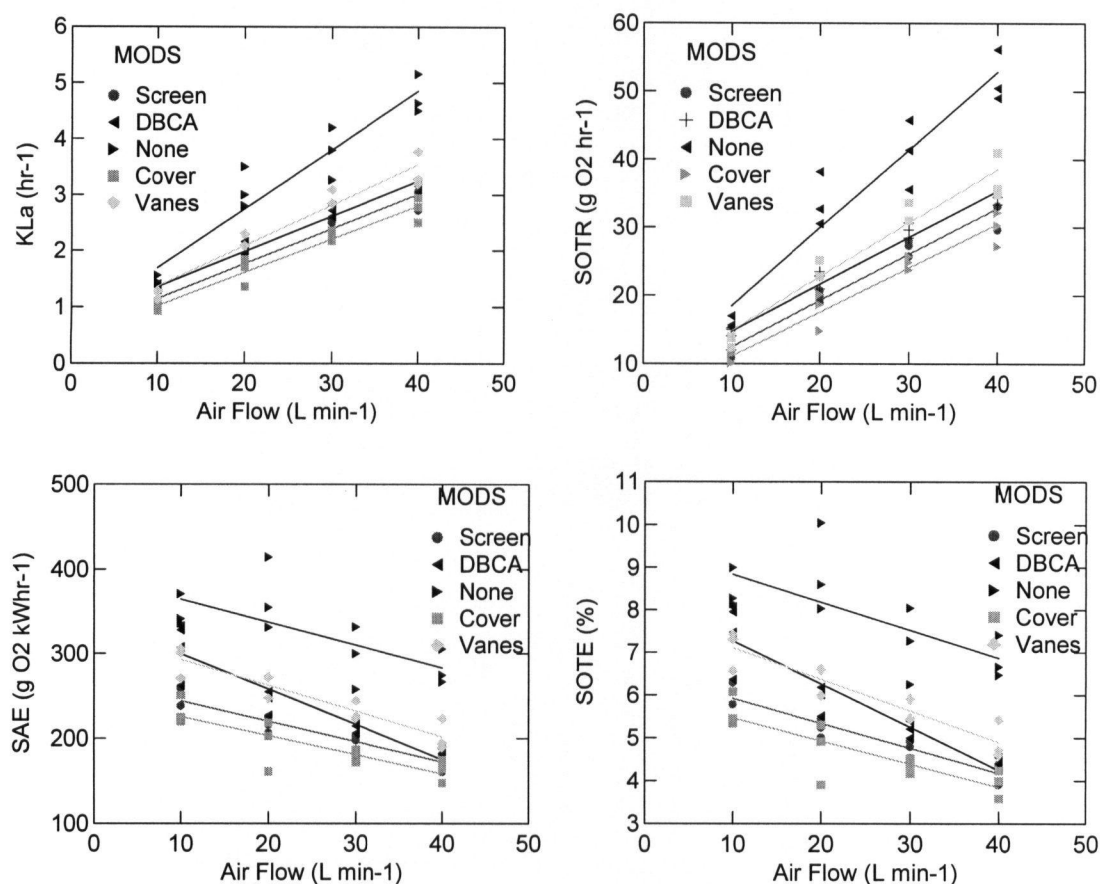 6
5
4
3
2
1
0
0 10 20 30 40 50
KLa (hr-1)
Air Flow (L min-1)
MODS
Screen
DBCA
None
Cover
Vanes
60
50
40
30
20
10
0 10 20 30 40 50
SOTR (g O2 hr-1)
Air Flow (L min-1)
MODS
Screen
DBCA
None
Cover
Vanes
500
400
300
200
100
0 10 20 30 40 50
SAE (g O2 kWhr-1)
Air Flow (L min-1)
MODS
Screen
DBCA
None
Cover
Vanes
11
10
9
8
7
6
5
4
3
0 10 20 30 40 50
SOTE (%)
Air Flow (L min-1)
MODS
Screen
DBCA
None
Cover
Vanes